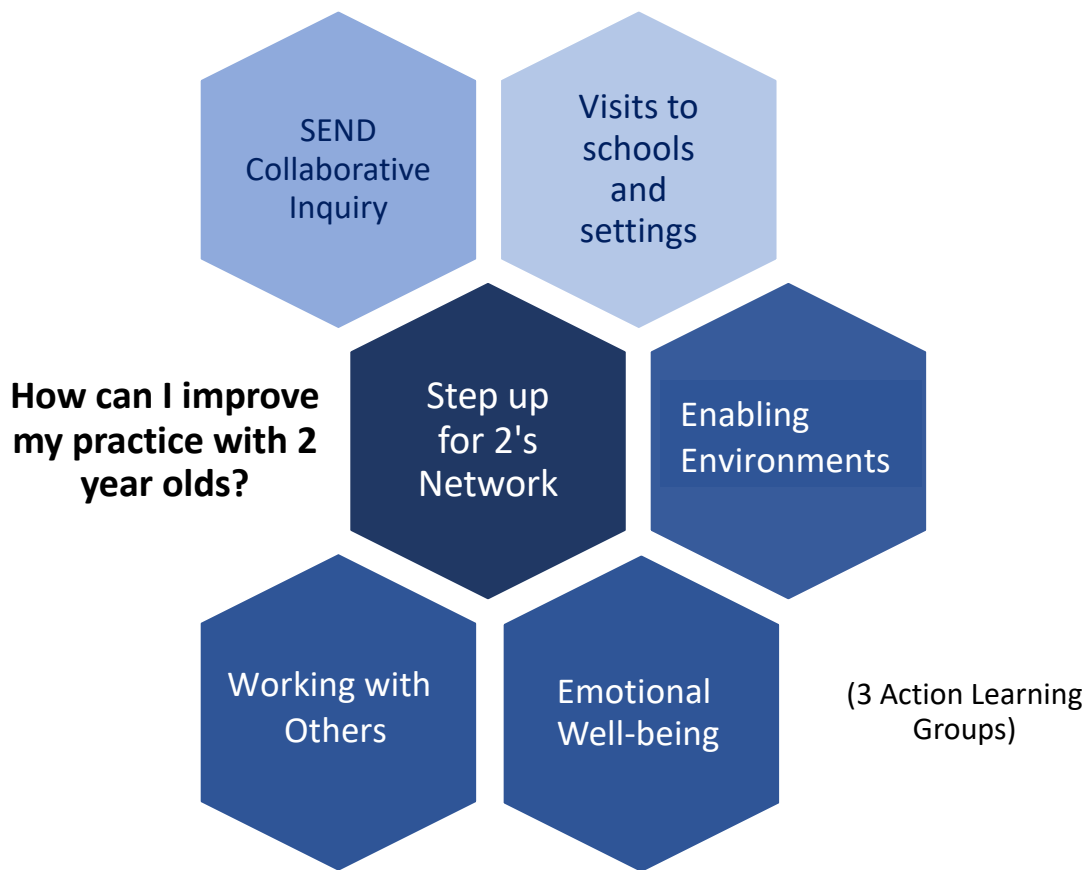 SEND
Collaborative
Inquiry
Visits to
schools
and
settings
How can I improve
my practice with 2
year olds?
Step up
for 2's
Network
Enabling
Environments
Working with
Others
Emotional
Well-being
(3 Action Learning
Groups)